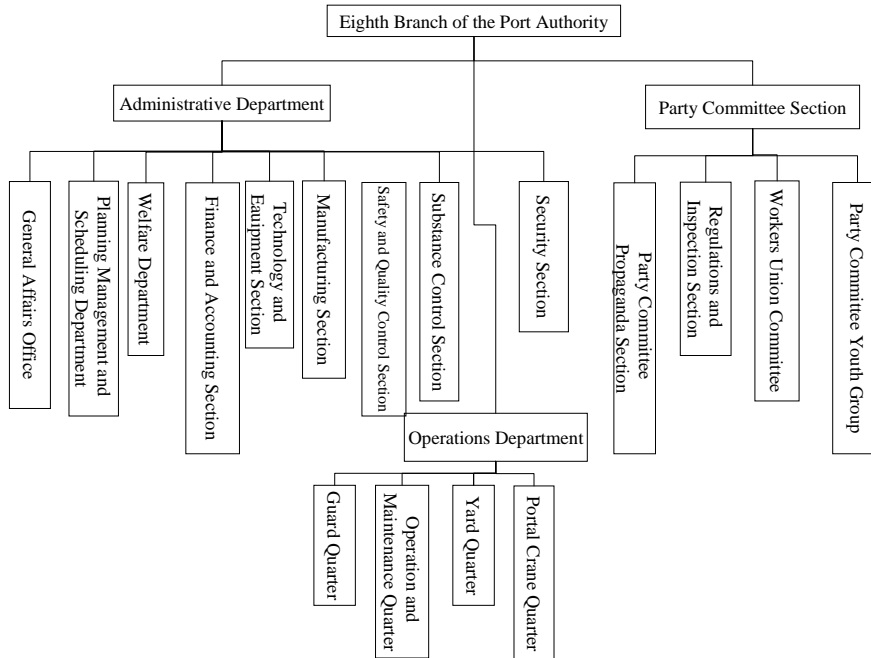 Eighth Branch of the Port Authority
Administrative Department
Party Committee Section
General Affairs Office
Planning Management and
Scheduling Department
Welfare Department
Finance and Accounting Section
Technology and
Eauipment Section
Manufacturing Section
Safety and Quality Control Section
Substance Control Section
Security Section
Party Committee
Propaganda Section
Regulations and
Inspection Section
Workers Union Committee
Party Committee Youth Group
Operations Department
Guard Quarter
Operation and
Maintenance Quarter
Yard Quarter
Portal Crane Quarter